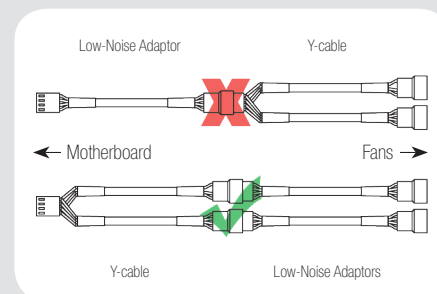 Low-Noise Adaptor Y-cable
Motherboard Fans
Y-cable Low-Noise Adaptors